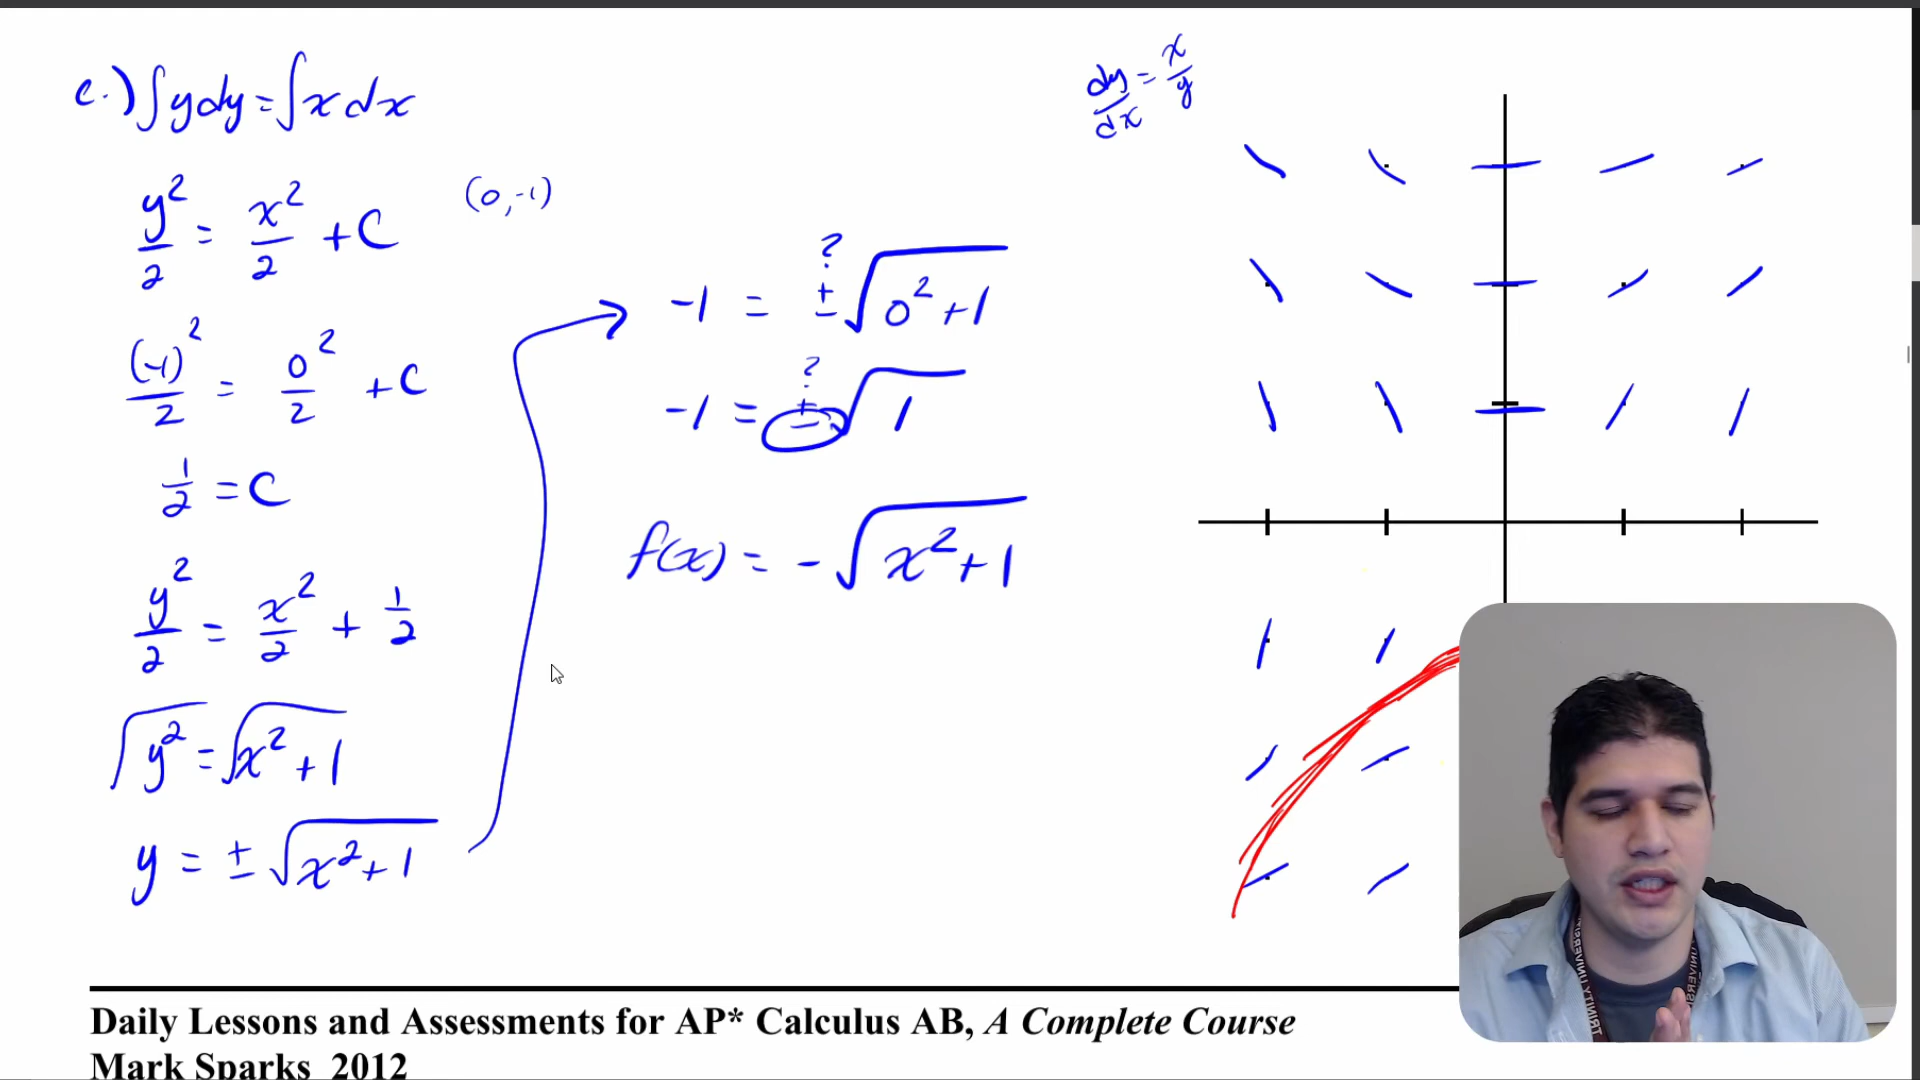 c.) ∫ y dy = ∫ x dx
y²/2 = x²/2 + C
(0, -1)
(-1)²/2 = 0²/2 + C
1/2 = C
y²/2 = x²/2 + 1/2
√y² = √x² + 1
y = ± √(x² + 1)
?
-1 = ± √(0² + 1)
?
-1 = ± √1
f(x) = - √(x² + 1)
dy/dx = x/y
Daily Lessons and Assessments for AP* Calculus AB, A Complete Course
Mark Sparks 2012